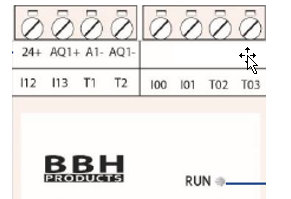 24+ AQ1+ A1- AQ1-
I12 I13 T1 T2 I00 I01 T02 T03
BBH
PRODUCTS
RUN